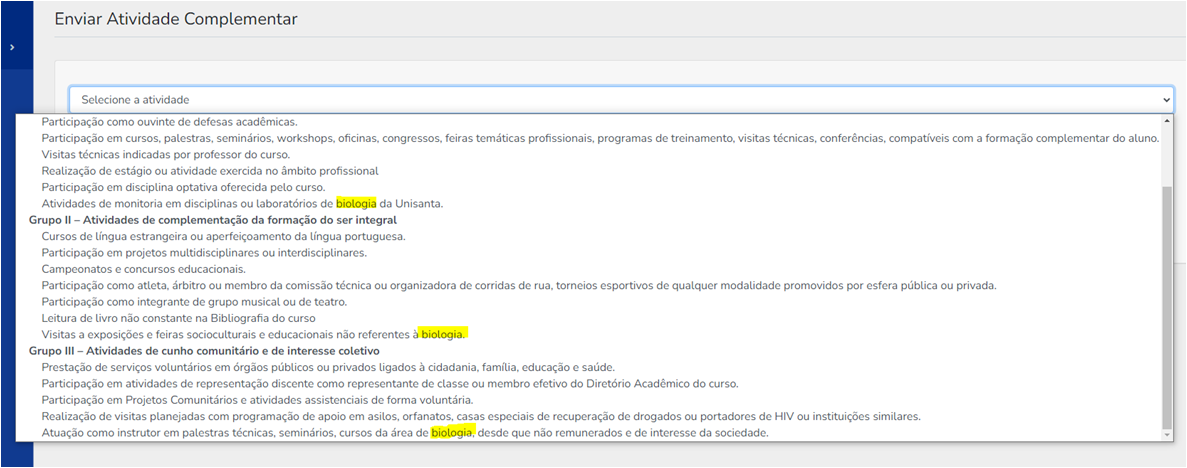 Enviar Atividade Complementar
Selecione a atividade
Participação como ouvinte de defesas acadêmicas.
Participação em cursos, palestras, seminários, workshops, oficinas, congressos, feiras temáticas profissionais, programas de treinamento, visitas técnicas, conferências, compatíveis com a formação complementar do aluno.
Visitas técnicas indicadas por professor do curso.
Realização de estágio ou atividade exercida no âmbito profissional
Participação em disciplina optativa oferecida pelo curso.
Atividades de monitoria em disciplinas ou laboratórios de biologia da Unisanta.
Grupo II – Atividades de complementação da formação do ser integral
Cursos de língua estrangeira ou aperfeiçoamento da língua portuguesa.
Participação em projetos multidisciplinares ou interdisciplinares.
Campeonatos e concursos educacionais.
Participação como atleta, árbitro ou membro da comissão técnica ou organizadora de corridas de rua, torneios esportivos de qualquer modalidade promovidos por esfera pública ou privada.
Participação como integrante de grupo musical ou de teatro.
Leitura de livro não constante na Bibliografia do curso
Visitas a exposições e feiras socioculturais e educacionais não referentes à biologia.
Grupo III – Atividades de cunho comunitário e de interesse coletivo
Prestação de serviços voluntários em órgãos públicos ou privados ligados à cidadania, família, educação e saúde.
Participação em atividades de representação discente como representante de classe ou membro efetivo do Diretório Acadêmico do curso.
Participação em Projetos Comunitários e atividades assistenciais de forma voluntária.
Realização de visitas planejadas com programação de apoio em asilos, orfanatos, casas especiais de recuperação de drogados ou portadores de HIV ou instituições similares.
Atuação como instrutor em palestras técnicas, seminários, cursos da área de biologia, desde que não remunerados e de interesse da sociedade.